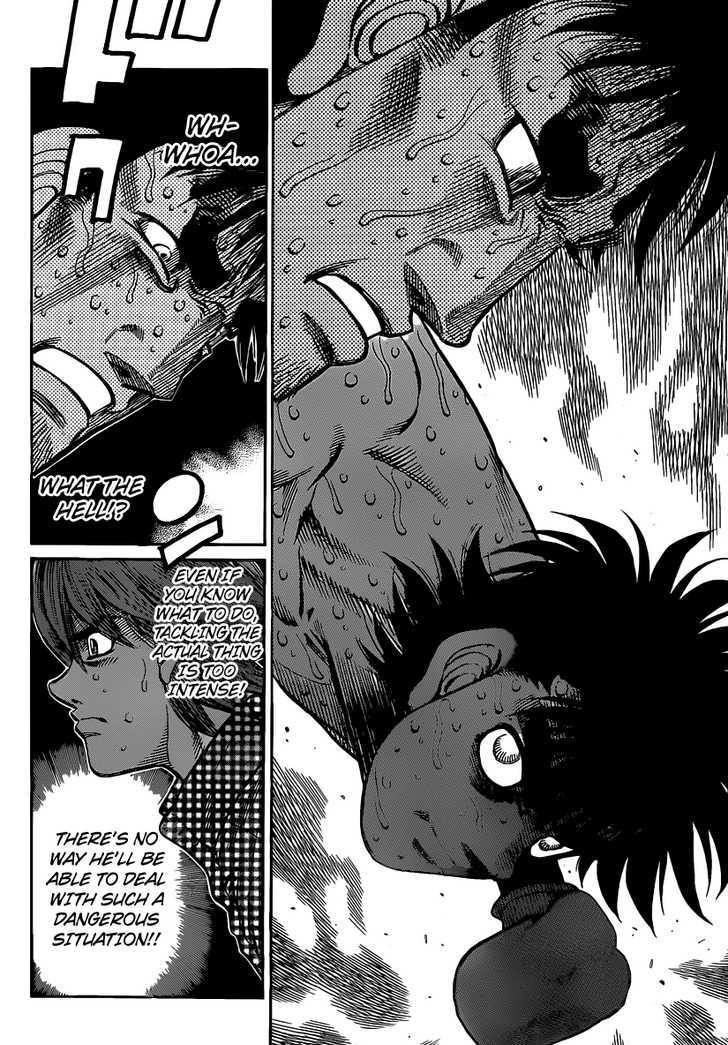 WH-
WHOA...
WHAT THE
HELL!?
EVEN IF
YOU KNOW
WHAT TO DO,
TACKLING THE
ACTUAL THING
IS TOO
INTENSE!
THERE'S NO
WAY HE'LL BE
ABLE TO DEAL
WITH SUCH A
DANGEROUS
SITUATION!!